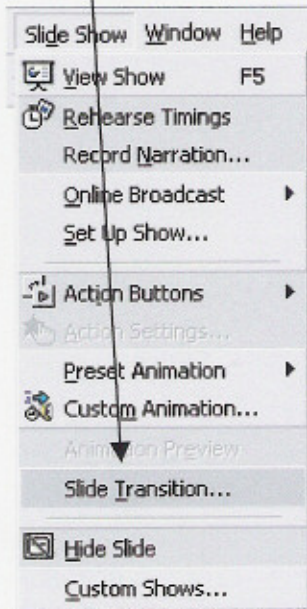 Slide Show Window Help
View Show F5
Rehearse Timings
Record Narration...
Online Broadcast
Set Up Show...
Action Buttons
Action Settings...
Preset Animation
Custom Animation...
Animation Preview
Slide Transition...
Hide Slide
Custom Shows...